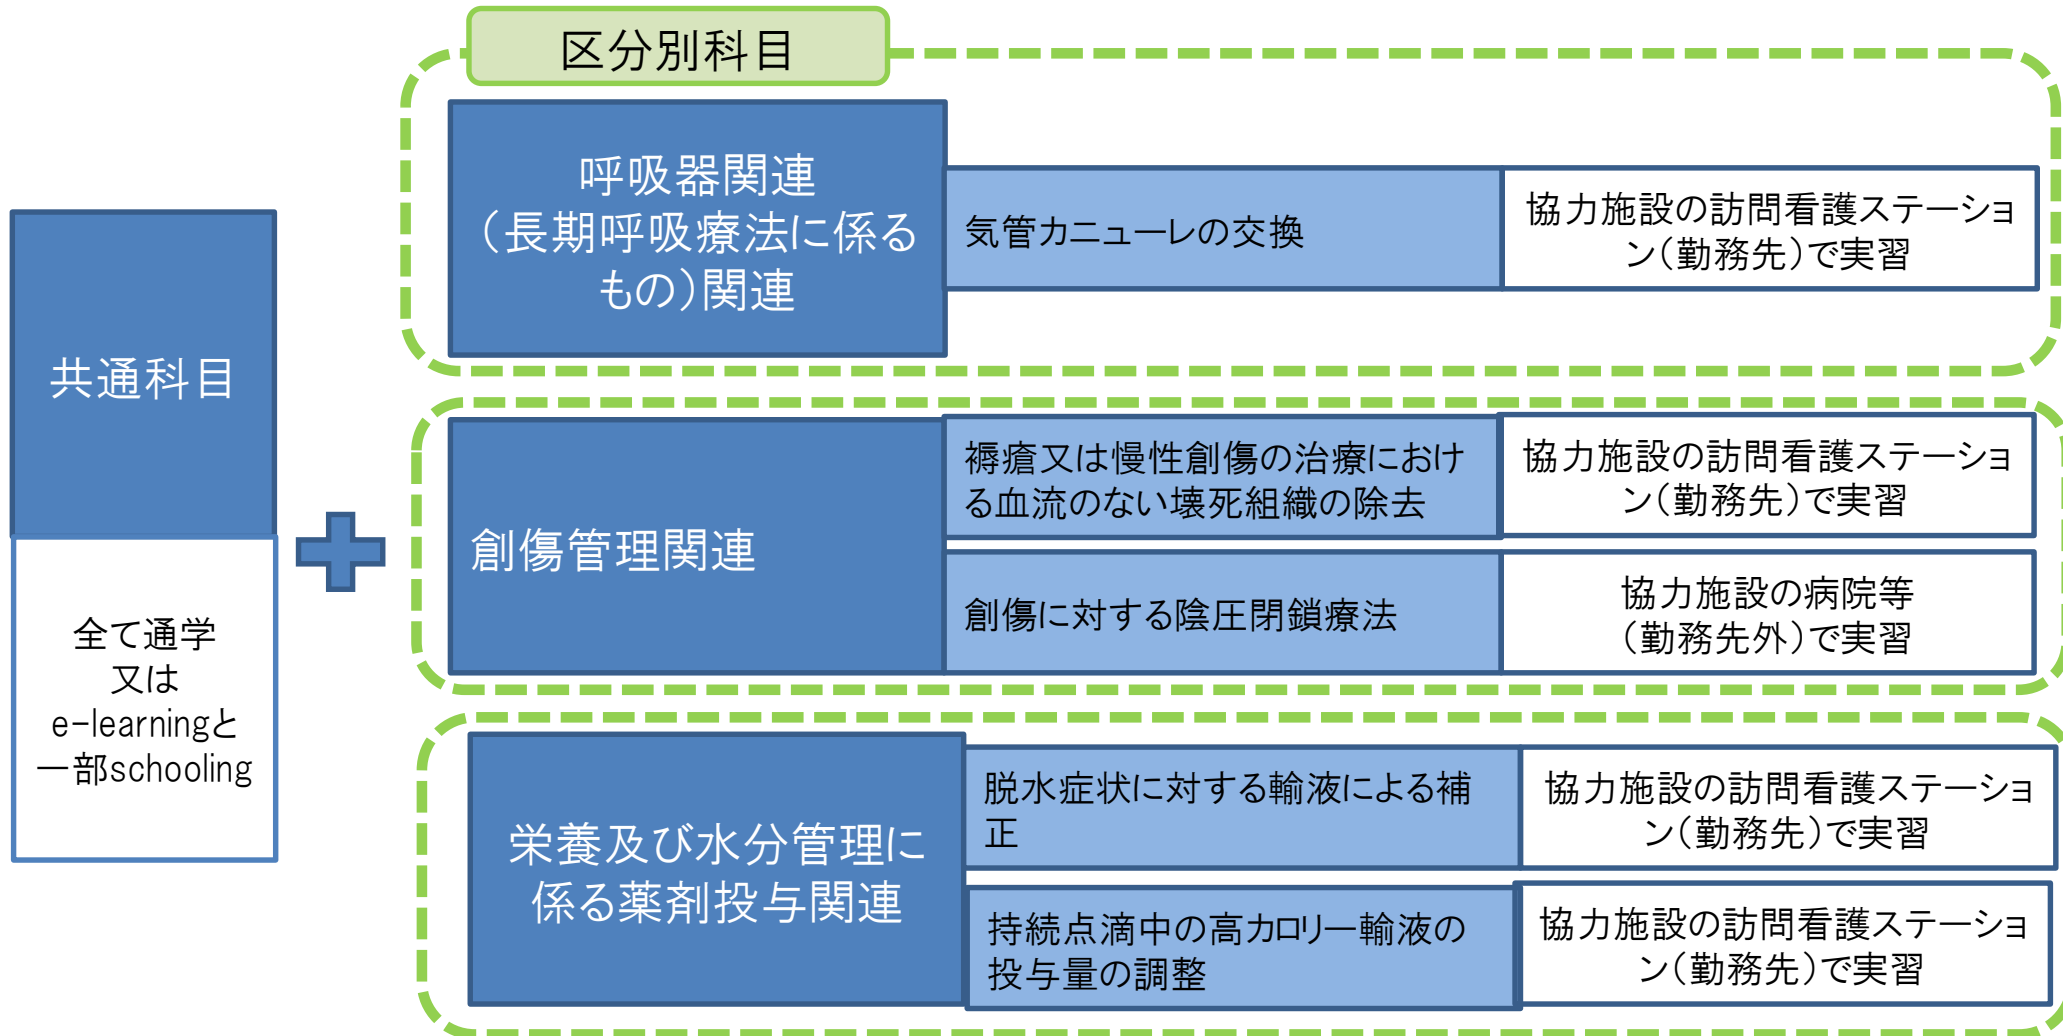 区分別科目
共通科目
全て通学
又は
e-learningと
一部schooling
呼吸器関連
（長期呼吸療法に係る
もの）関連
気管カニューレの交換
協力施設の訪問看護ステーショ
ン（勤務先）で実習
創傷管理関連
褥瘡又は慢性創傷の治療におけ
る血流のない壊死組織の除去
協力施設の訪問看護ステーショ
ン（勤務先）で実習
創傷に対する陰圧閉鎖療法
協力施設の病院等
（勤務先外）で実習
栄養及び水分管理に
係る薬剤投与関連
脱水症状に対する輸液による補
正
協力施設の訪問看護ステーショ
ン（勤務先）で実習
持続点滴中の高カロリー輸液の
投与量の調整
協力施設の訪問看護ステーショ
ン（勤務先）で実習